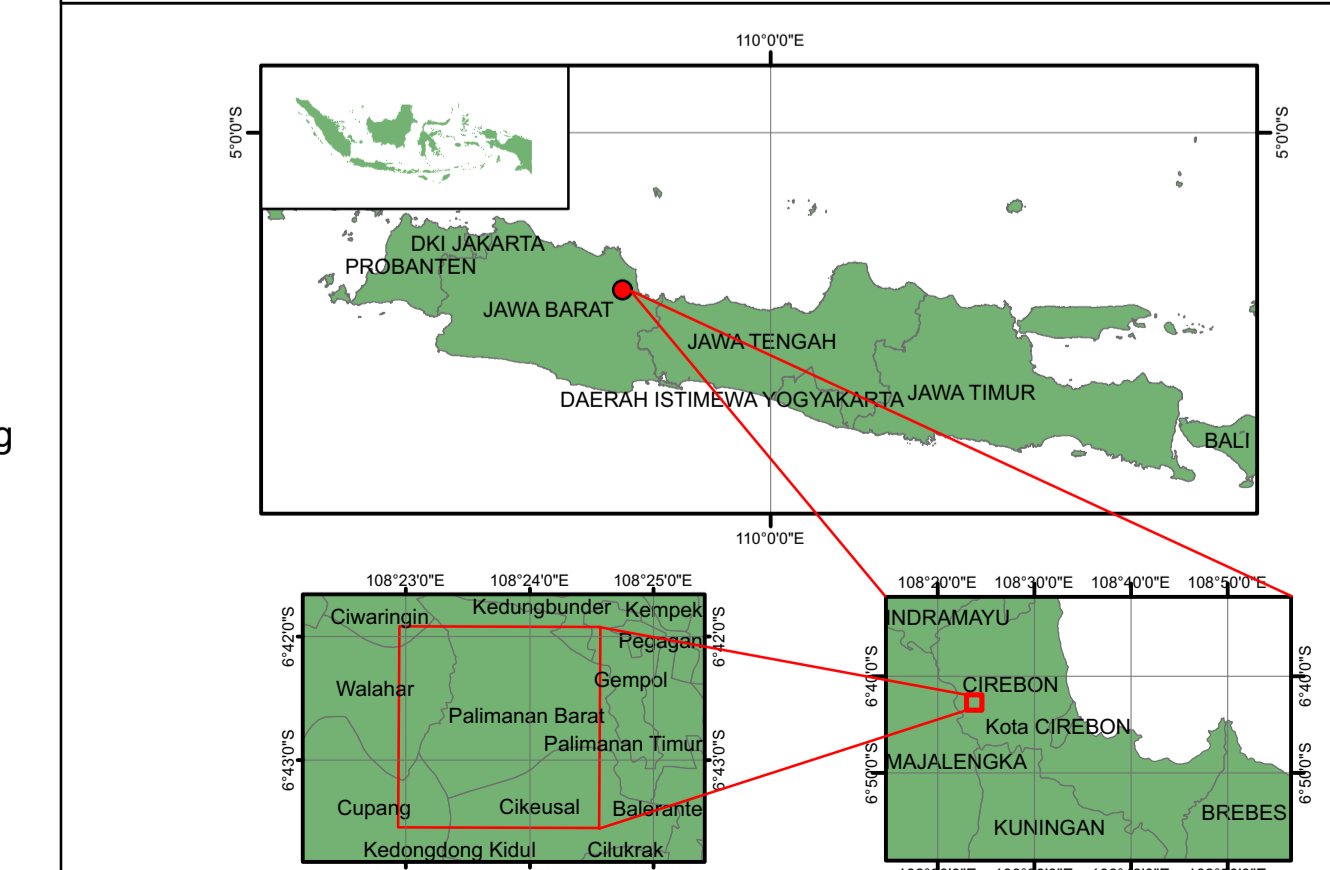 110°0'0"E
5°0'0"S
5°0'0"S
DKI JAKARTA
PROBANTEN
JAWA BARAT
JAWA TENGAH
DAERAH ISTIMEWA YOGYAKARTA
JAWA TIMUR
BALI
g
110°0'0"E
108°23'0"E 108°24'0"E 108°25'0"E
6°42'0"S
6°42'0"S
6°43'0"S
6°43'0"S
Ciwaringin
Kedungbunder
Kempek
Pegagan
Walahar
Gempol
Palimanan Barat
Palimanan Timur
Cupang
Cikeusal
Balerante
Kedongdong Kidul
Cilukrak
108°20'0"E 108°30'0"E 108°40'0"E 108°50'0"E
6°40'0"S
6°40'0"S
6°50'0"S
6°50'0"S
INDRAMAYU
CIREBON
Kota CIREBON
MAJALENGKA
KUNINGAN
BREBES